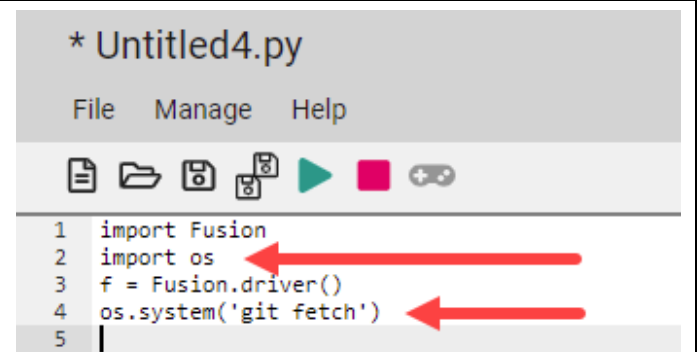 * Untitled4.py
File Manage Help
1 import Fusion
2 import os
3 f = Fusion.driver()
4 os.system('git fetch')
5